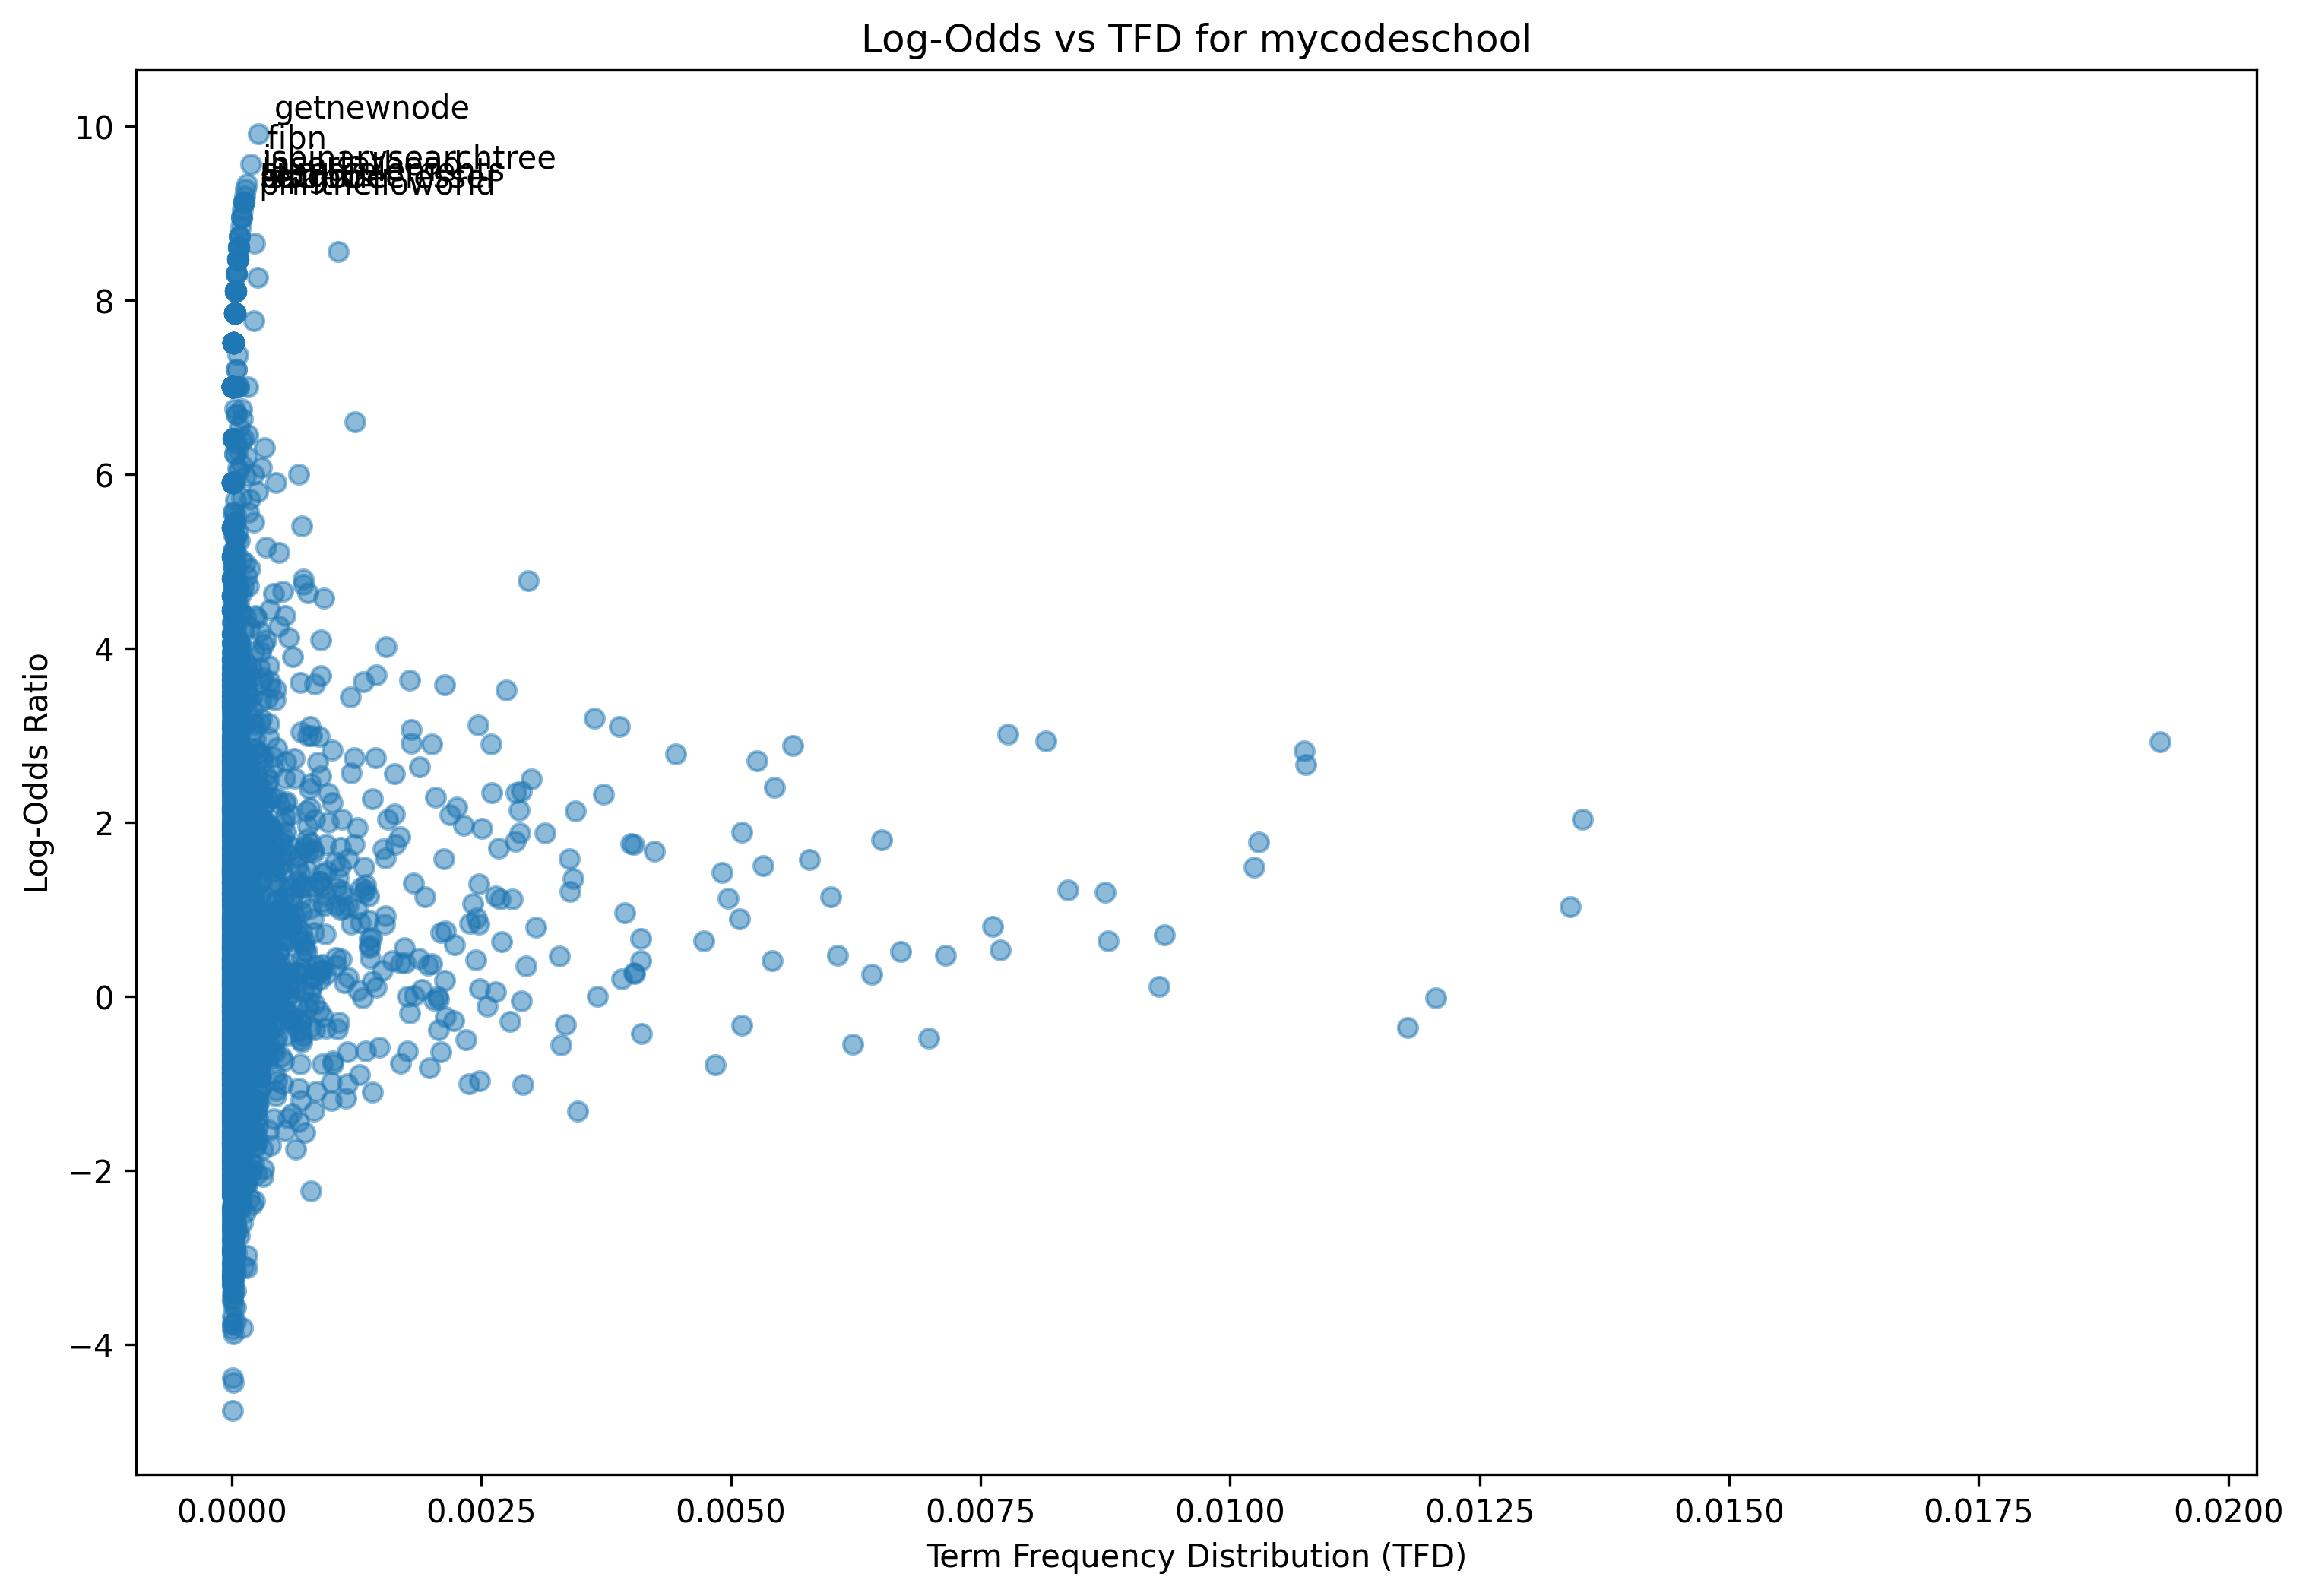 Log-Odds vs TFD for mycodeschool
getnewnode
fibn
isbinarysearchtree
printhelloworld
10
8
6
4
2
0
−2
−4
Log-Odds Ratio
0.0000 0.0025 0.0050 0.0075 0.0100 0.0125 0.0150 0.0175 0.0200
Term Frequency Distribution (TFD)